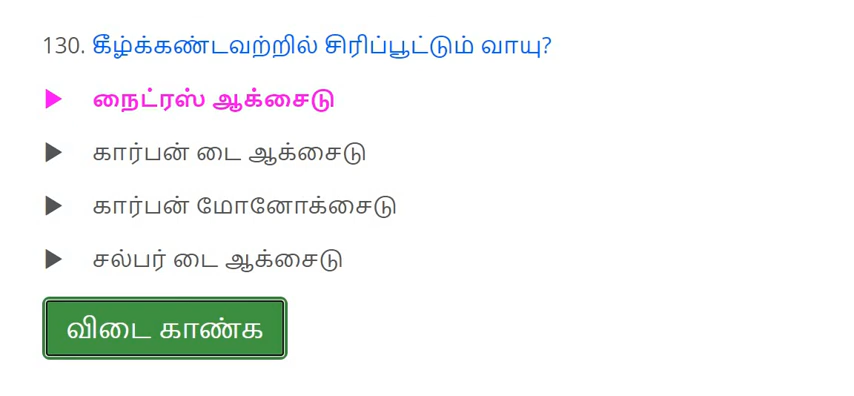 130. கீழ்க்கண்டவற்றில் சிரிப்பூட்டும் வாயு?
▶ நைட்ரஸ் ஆக்சைடு
▶ கார்பன் டை ஆக்சைடு
▶ கார்பன் மோனோக்சைடு
▶ சல்பர் டை ஆக்சைடு
விடை காண்க